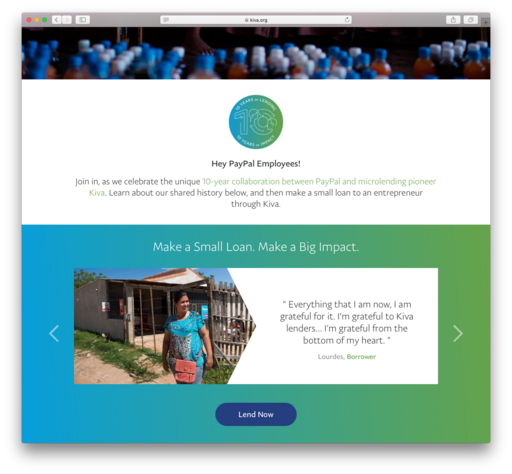 kiva.org
10 YEARS of LENDING
10
10 YEARS of IMPACT
Hey PayPal Employees!
Join in, as we celebrate the unique 10-year collaboration between PayPal and microlending pioneer
Kiva. Learn about our shared history below, and then make a small loan to an entrepreneur
through Kiva.
Make a Small Loan. Make a Big Impact.
“ Everything that I am now, I am
grateful for it. I’m grateful to Kiva
lenders... I’m grateful from the
bottom of my heart. ”
Lourdes, Borrower
Lend Now